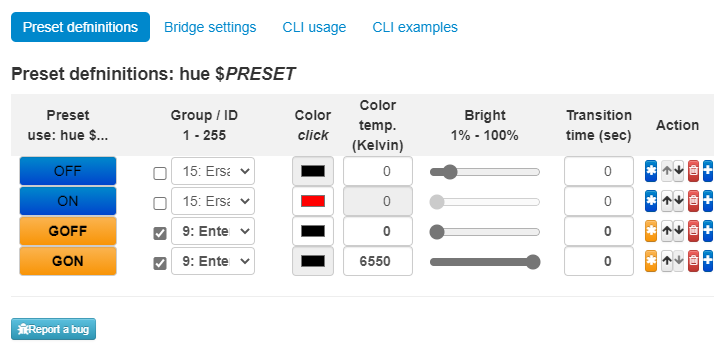 Preset defninitions Bridge settings CLI usage CLI examples
Preset defninitions: hue $PRESET
Preset
use: hue $...
Group / ID
1 - 255
Color
click
Color
temp.
(Kelvin)
Bright
1% - 100%
Transition
time (sec)
Action
OFF 15: Ersa 0 0
ON 15: Ersa 0 0
GOFF 9: Ente 0 0
GON 9: Ente 6550 0
Report a bug